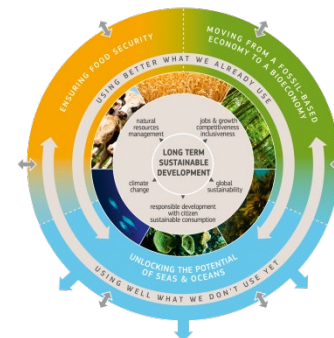 ENSURING FOOD SECURITY
MOVING FROM A FOSSIL-BASED
ECONOMY TO A BIOECONOMY
USING BETTER WHAT WE ALREADY USE
natural
resources
management
jobs & growth
competitiveness
inclusiveness
LONG TERM
SUSTAINABLE
DEVELOPMENT
climate
change
global
sustainability
responsible development
with citizen
sustainable consumption
UNLOCKING THE POTENTIAL
OF SEAS & OCEANS
USING WELL WHAT WE DON'T USE YET